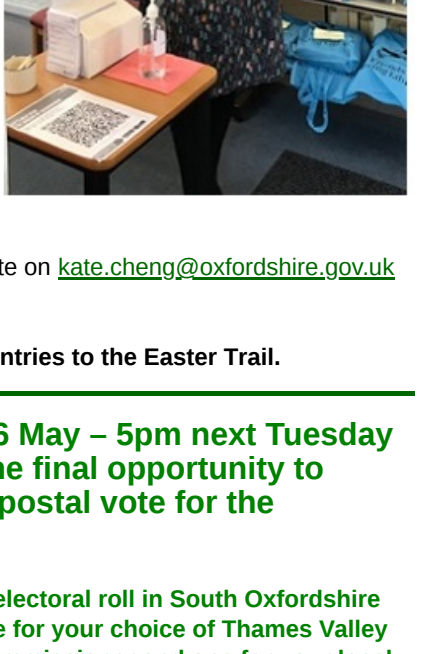 te on kate.cheng@oxfordshire.gov.uk
ntries to the Easter Trail.
6 May – 5pm next Tuesday
ne final opportunity to
postal vote for the
electoral roll in South Oxfordshire
e for your choice of Thames Valley